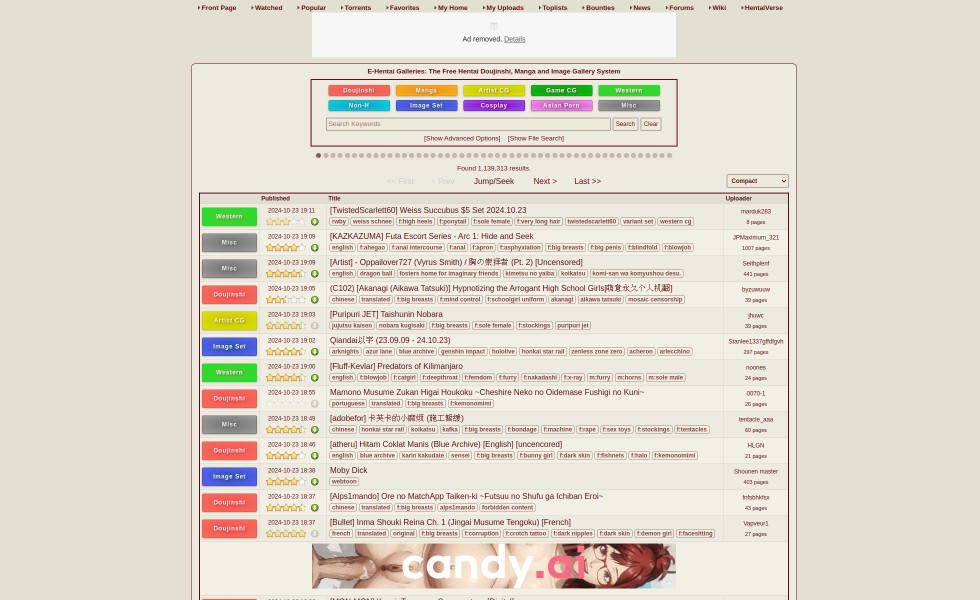 Front Page Watched Popular Torrents Favorites My Home My Uploads Toplists Bounties News Forums Wiki HentaiVerse
Ad removed. Details
E-Hentai Galleries: The Free Hentai Doujinshi, Manga and Image Gallery System
Doujinshi Manga Artist CG Game CG Western
Non-H Image Set Cosplay Asian Porn Misc
Search Keywords Search Clear
[Show Advanced Options] [Show File Search]
Found 1,139,313 results.
<< First < Prev Jump/Seek Next > Last >> Compact
Published Title Uploader
Western 2024-10-23 19:11 [TwistedScarlett60] Weiss Succubus $5 Set 2024.10.23 marduk283
rwby weiss schnee f:high heels f:ponytail f:sole female f:very long hair twistedscarlett60 variant set western cg 8 pages
Misc 2024-10-23 19:09 [KAZKAZUMA] Futa Escort Series - Arc 1: Hide and Seek JPMaximum_321
english f:ahegao f:anal intercourse f:anal f:apron f:asphyxiation f:big breasts f:big penis f:blindfold f:blowjob 1007 pages
Misc 2024-10-23 19:09 [Artist] - Oppailover727 (Vyrus Smith) / 胸の崇拝者 (Pt. 2) [Uncensored] Seithplenf
english dragon ball fosters home for imaginary friends kimetsu no yaiba koikatsu komi-san wa komyushou desu. 441 pages
Doujinshi 2024-10-23 19:05 (C102) [Akanagi (Aikawa Tatsuki)] Hypnotizing the Arrogant High School Girls byzuwuuw
chinese translated f:big breasts f:mind control f:schoolgirl uniform akanagi aikawa tatsuki mosaic censorship 39 pages
Artist CG 2024-10-23 19:03 [Puripuri JET] Taishunin Nobara jhuwc
jujutsu kaisen nobara kugisaki f:big breasts f:sole female f:stockings puripuri jet 39 pages
Image Set 2024-10-23 19:02 Qiandai以字 (23.09.09 - 24.10.23) Stanlee1337gffdfgvh
arknights azur lane blue archive genshin impact hololive honkai star rail zenless zone zero acheron arlecchino 297 pages
Western 2024-10-23 19:00 [Fluff-Kevlar] Predators of Kilimanjaro noones
english f:blowjob f:catgirl f:deepthroat f:femdom f:furry f:nakadashi f:x-ray m:furry m:horns m:sole male 24 pages
Doujinshi 2024-10-23 18:55 Mamono Musume Zukan Higai Houkoku ~Cheshire Neko no Oidemase Fushigi no Kuni~ 0070-1
portuguese translated f:big breasts f:kemonomimi 26 pages
Misc 2024-10-23 18:49 [adobefor] 卡芙卡的小麻烦 (施工暂缓) tentacle_aaa
chinese honkai star rail koikatsu kafka f:big breasts f:bondage f:machine f:rape f:sex toys f:stockings f:tentacles 60 pages
Doujinshi 2024-10-23 18:46 [atheru] Hitam Coklat Manis (Blue Archive) [English] [uncencored] HLGN
english blue archive karin kakudate sensei f:big breasts f:bunny girl f:dark skin f:fishnets f:halo f:kemonomimi 21 pages
Image Set 2024-10-23 18:38 Moby Dick Shounen master
webtoon 403 pages
Doujinshi 2024-10-23 18:37 [Alps1mando] Ore no MatchApp Taiken-ki ~Futsuu no Shufu ga Ichiban Eroi~ fnfsbhkfsx
chinese translated f:big breasts alps1mando forbidden content 43 pages
Doujinshi 2024-10-23 18:37 [Bullet] Inma Shouki Reina Ch. 1 (Jingai Musume Tengoku) [French] Vapveur1
french translated original f:big breasts f:corruption f:crotch tattoo f:dark nipples f:dark skin f:demon girl f:facesitting 27 pages
candy.ai